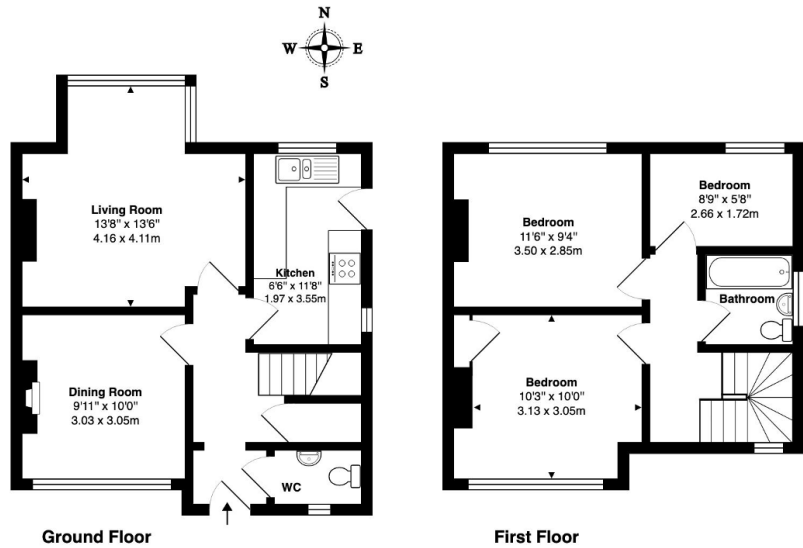 N
W E
S
Living Room
13'8" x 13'6"
4.16 x 4.11m
Kitchen
6'6" x 11'8"
1.97 x 3.55m
Dining Room
9'11" x 10'0"
3.03 x 3.05m
WC
Ground Floor
Bedroom
11'6" x 9'4"
3.50 x 2.85m
Bedroom
8'9" x 5'8"
2.66 x 1.72m
Bathroom
Bedroom
10'3" x 10'0"
3.13 x 3.05m
First Floor